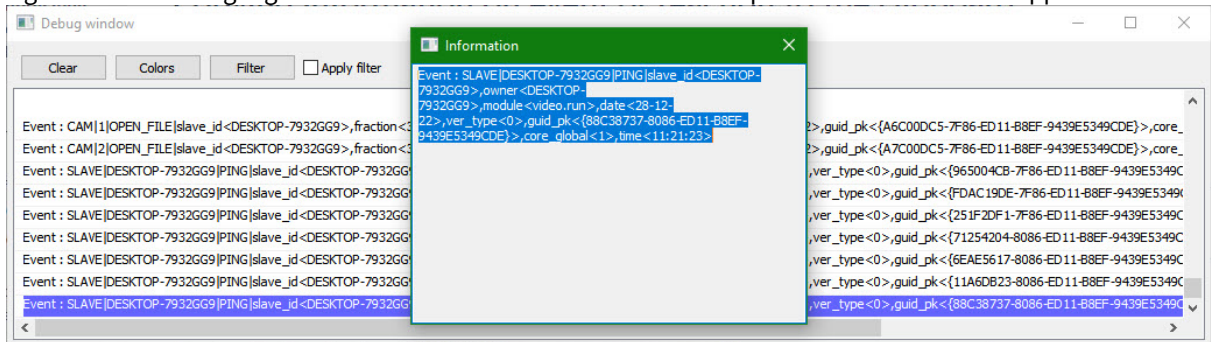 Debug window
Information
Clear Colors Filter Apply filter
Event : SLAVE|DESKTOP-7932GG9|PING|slave_id<DESKTOP-
7932GG9>,owner<DESKTOP-
7932GG9>,module<video.run>,date<28-12-
22>,ver_type<0>,guid_pk<{88C38737-8086-ED11-B8EF-
9439E5349CDE}>,core_global<1>,time<11:21:23>
Event : CAM|1|OPEN_FILE|slave_id<DESKTOP-7932GG9>,fraction<3 2>,guid_pk<{A6C00DC5-7F86-ED11-B8EF-9439E5349CDE}>,core_
Event : CAM|2|OPEN_FILE|slave_id<DESKTOP-7932GG9>,fraction<3 2>,guid_pk<{A7C00DC5-7F86-ED11-B8EF-9439E5349CDE}>,core_
Event : SLAVE|DESKTOP-7932GG9|PING|slave_id<DESKTOP-7932GG9 ,ver_type<0>,guid_pk<{965004CB-7F86-ED11-B8EF-9439E5349C
Event : SLAVE|DESKTOP-7932GG9|PING|slave_id<DESKTOP-7932GG9 ,ver_type<0>,guid_pk<{FDAC19DE-7F86-ED11-B8EF-9439E5349C
Event : SLAVE|DESKTOP-7932GG9|PING|slave_id<DESKTOP-7932GG9 ,ver_type<0>,guid_pk<{251F2DF1-7F86-ED11-B8EF-9439E5349C
Event : SLAVE|DESKTOP-7932GG9|PING|slave_id<DESKTOP-7932GG9 ,ver_type<0>,guid_pk<{71254204-8086-ED11-B8EF-9439E5349C
Event : SLAVE|DESKTOP-7932GG9|PING|slave_id<DESKTOP-7932GG9 ,ver_type<0>,guid_pk<{6EAE5617-8086-ED11-B8EF-9439E5349C
Event : SLAVE|DESKTOP-7932GG9|PING|slave_id<DESKTOP-7932GG9 ,ver_type<0>,guid_pk<{11A6DB23-8086-ED11-B8EF-9439E5349C
Event : SLAVE|DESKTOP-7932GG9|PING|slave_id<DESKTOP-7932GG9 ,ver_type<0>,guid_pk<{88C38737-8086-ED11-B8EF-9439E5349C